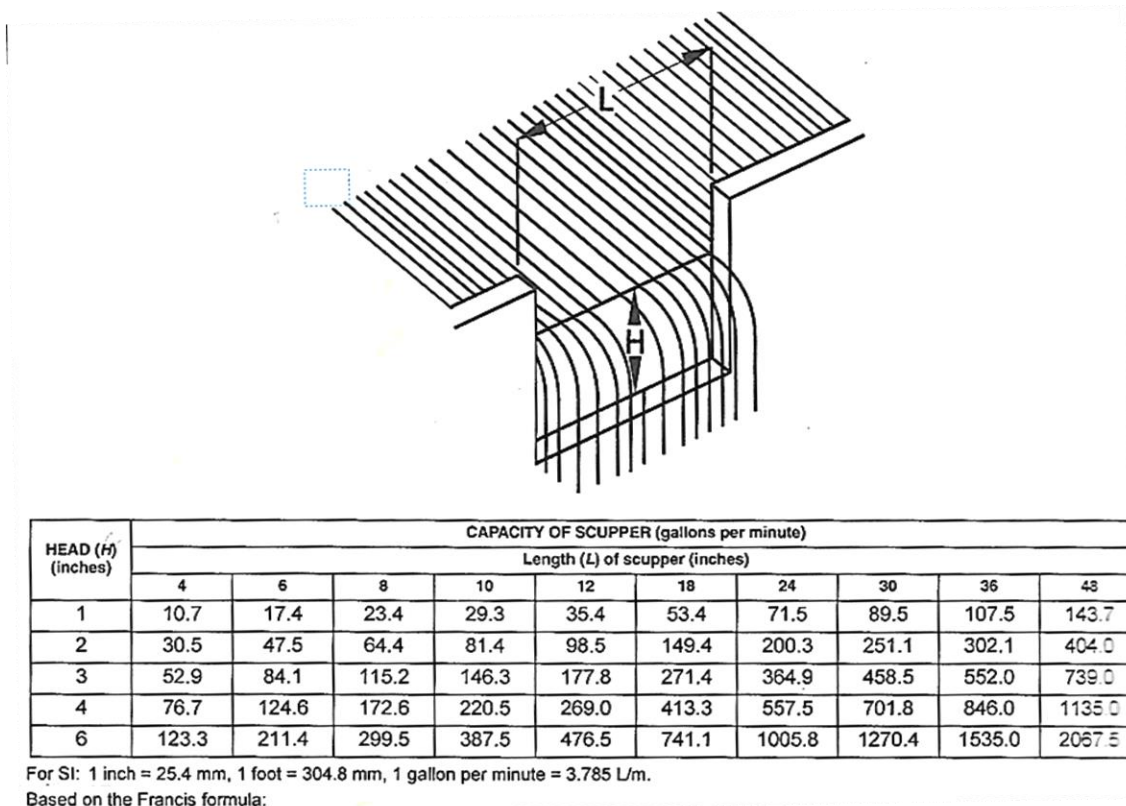 L
H
HEAD (H) CAPACITY OF SCUPPER (gallons per minute)
(inches) Length (L) of scupper (inches)
4 6 8 10 12 18 24 30 36 48
1 10.7 17.4 23.4 29.3 35.4 53.4 71.5 89.5 107.5 143.7
2 30.5 47.5 64.4 81.4 98.5 149.4 200.3 251.1 302.1 404.0
3 52.9 84.1 115.2 146.3 177.8 271.4 364.9 458.5 552.0 739.0
4 76.7 124.6 172.6 220.5 269.0 413.3 557.5 701.8 846.0 1135.0
6 123.3 211.4 299.5 387.5 476.5 741.1 1005.8 1270.4 1535.0 2067.5
For SI: 1 inch = 25.4 mm, 1 foot = 304.8 mm, 1 gallon per minute = 3.785 L/m.
Based on the Francis formula: